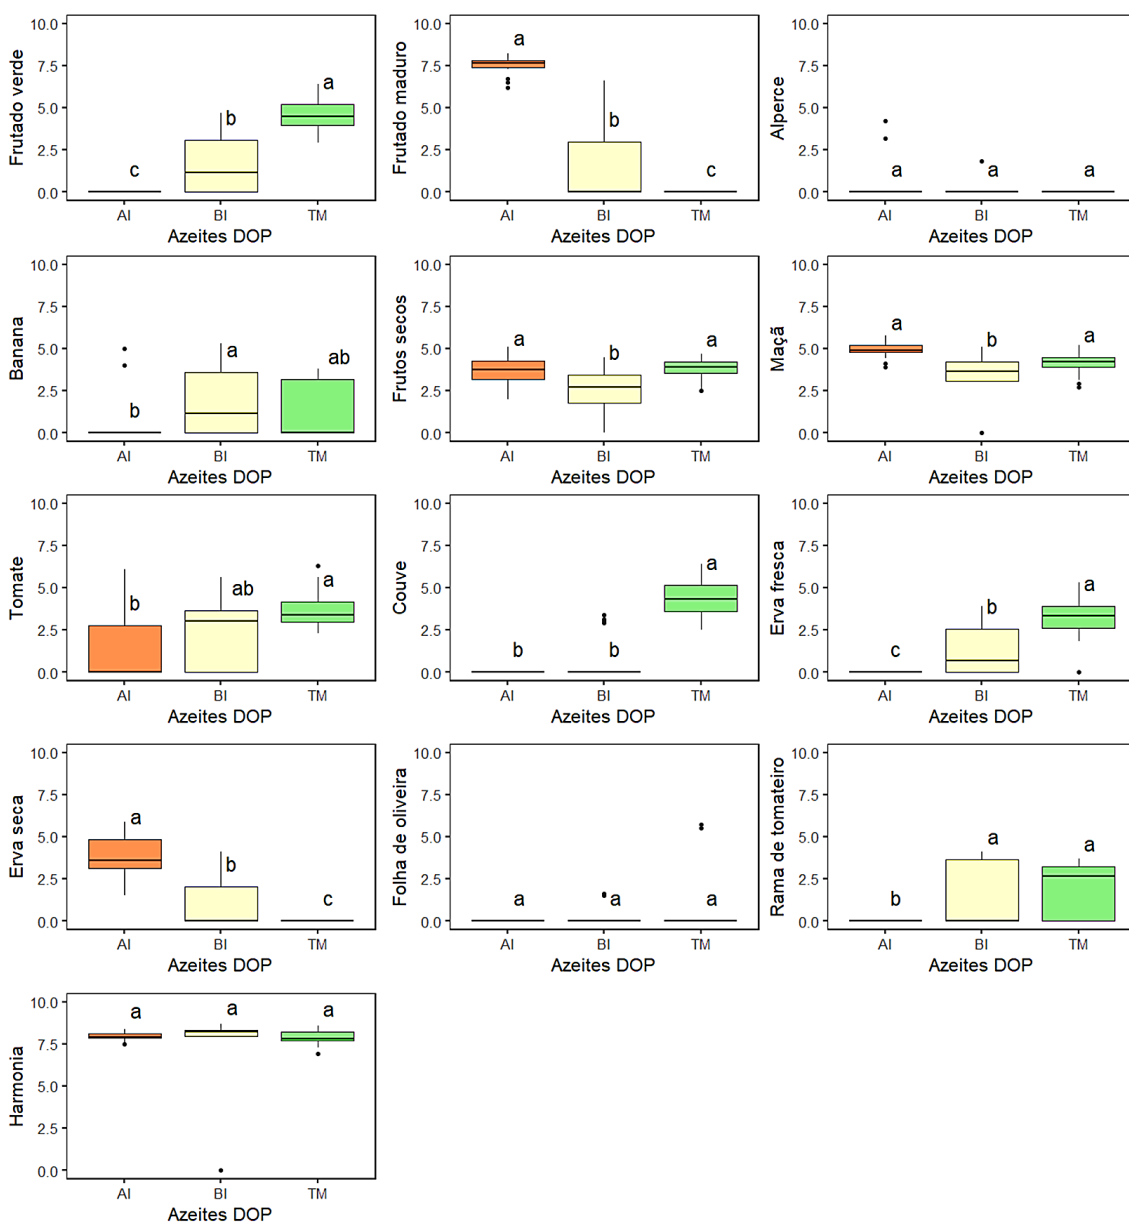 Frutado verde
10.0
7.5
5.0
2.5
0.0
c
b
a
AI BI TM
Azeites DOP
Frutado maduro
10.0
7.5
5.0
2.5
0.0
a
b
c
AI BI TM
Azeites DOP
Alperce
10.0
7.5
5.0
2.5
0.0
a
a
a
AI BI TM
Azeites DOP
Banana
10.0
7.5
5.0
2.5
0.0
b
a
ab
AI BI TM
Azeites DOP
Frutos secos
10.0
7.5
5.0
2.5
0.0
a
b
a
AI BI TM
Azeites DOP
Maçã
10.0
7.5
5.0
2.5
0.0
a
b
a
AI BI TM
Azeites DOP
Tomate
10.0
7.5
5.0
2.5
0.0
b
ab
a
AI BI TM
Azeites DOP
Couve
10.0
7.5
5.0
2.5
0.0
b
b
a
AI BI TM
Azeites DOP
Erva fresca
10.0
7.5
5.0
2.5
0.0
c
b
a
AI BI TM
Azeites DOP
Erva seca
10.0
7.5
5.0
2.5
0.0
a
b
c
AI BI TM
Azeites DOP
Folha de oliveira
10.0
7.5
5.0
2.5
0.0
a
a
a
AI BI TM
Azeites DOP
Rama de tomateiro
10.0
7.5
5.0
2.5
0.0
b
a
a
AI BI TM
Azeites DOP
Harmonia
10.0
7.5
5.0
2.5
0.0
a
a
a
AI BI TM
Azeites DOP